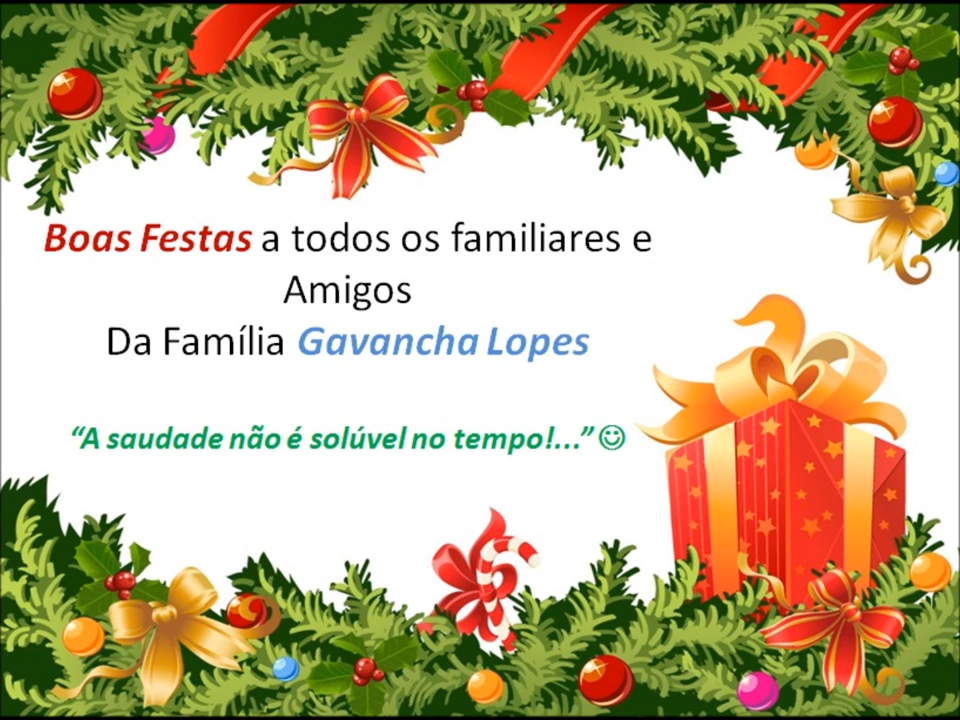 Boas Festas a todos os familiares e
Amigos
Da Família Gavancha Lopes
“A saudade não é solúvel no tempo!...” ☺